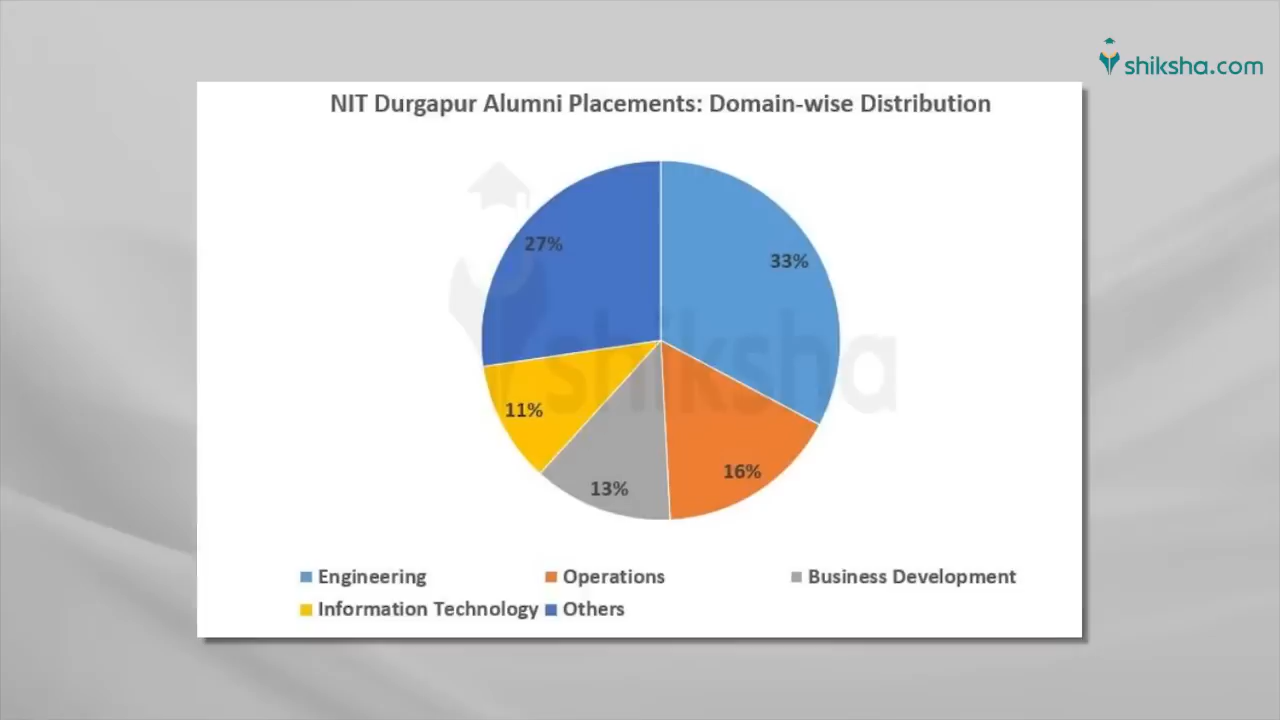 shiksha.com
NIT Durgapur Alumni Placements: Domain-wise Distribution
27%
33%
shiksha
11%
16%
13%
Engineering Operations Business Development
Information Technology Others